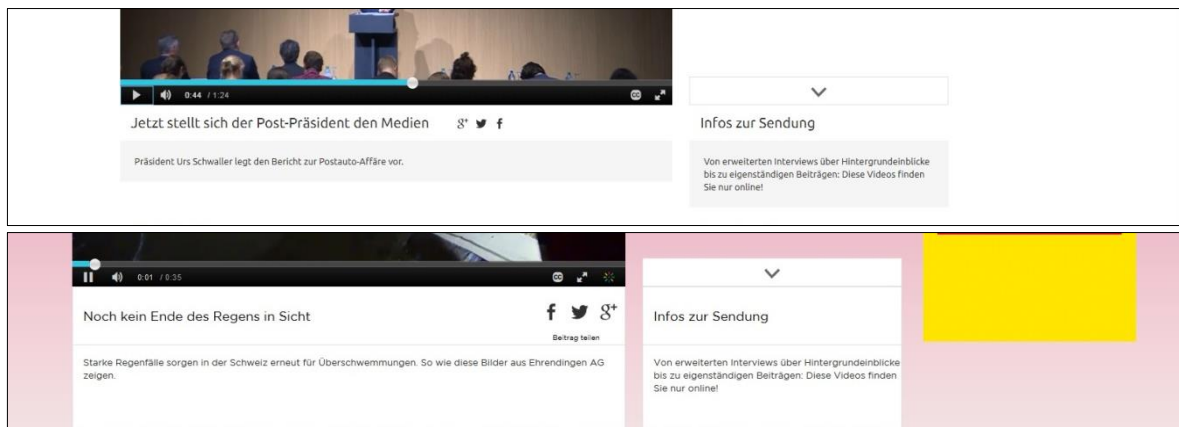 0:44 / 1:24
CC
Jetzt stellt sich der Post-Präsident den Medien
g+ f
Infos zur Sendung
Präsident Urs Schwaller legt den Bericht zur Postauto-Affäre vor.
Von erweiterten Interviews über Hintergrundeinblicke
bis zu eigenständigen Beiträgen: Diese Videos finden
Sie nur online!
0:01 / 0:35
CC
Noch kein Ende des Regens in Sicht
f g+
Beitrag teilen
Infos zur Sendung
Starke Regenfälle sorgen in der Schweiz erneut für Überschwemmungen. So wie diese Bilder aus Ehrendingen AG
zeigen.
Von erweiterten Interviews über Hintergrundeinblicke
bis zu eigenständigen Beiträgen: Diese Videos finden
Sie nur online!